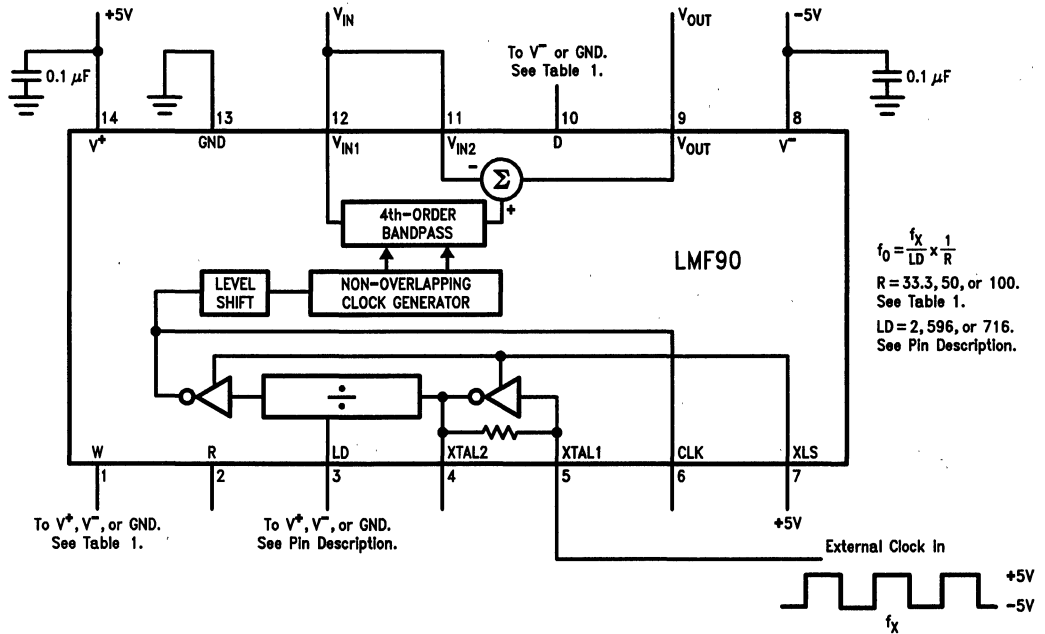 +5V
V_IN
V_OUT
-5V
0.1 μF
To V⁻ or GND.
See Table 1.
0.1 μF
14
13
12
11
10
9
8
V⁺
GND
V_IN1
V_IN2
D
V_OUT
V⁻
-
Σ
+
4th-ORDER
BANDPASS
LMF90
LEVEL
SHIFT
NON-OVERLAPPING
CLOCK GENERATOR
f_O = f_X/LD × 1/R
R = 33.3, 50, or 100.
See Table 1.
LD = 2, 596, or 716.
See Pin Description.
÷
W
R
LD
XTAL2
XTAL1
CLK
XLS
1
2
3
4
5
6
7
To V⁺, V⁻, or GND.
See Table 1.
To V⁺, V⁻, or GND.
See Pin Description.
+5V
External Clock In
+5V
-5V
f_X